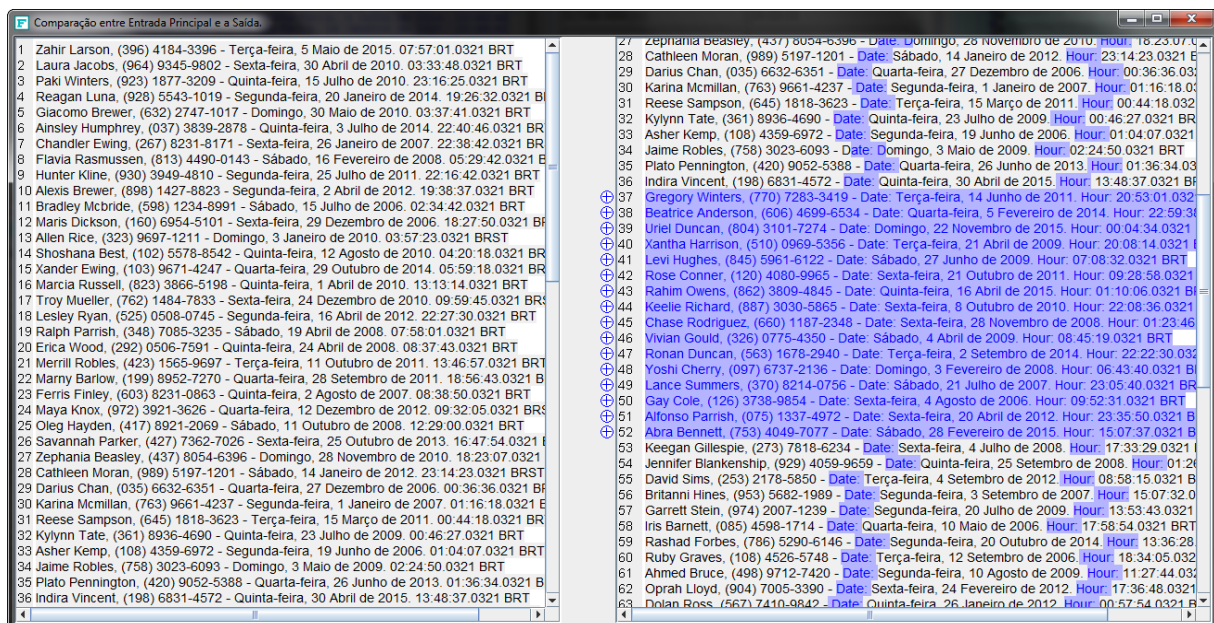 Comparação entre Entrada Principal e a Saída.
1 Zahir Larson, (396) 4184-3396 - Terça-feira, 5 Maio de 2015. 07:57:01.0321 BRT
2 Laura Jacobs, (964) 9345-9802 - Sexta-feira, 30 Abril de 2010. 03:33:48.0321 BRT
3 Paki Winters, (923) 1877-3209 - Quinta-feira, 15 Julho de 2010. 23:16:25.0321 BRT
4 Reagan Luna, (928) 5543-1019 - Segunda-feira, 20 Janeiro de 2014. 19:26:32.0321 B
5 Giacomo Brewer, (632) 2747-1017 - Domingo, 30 Maio de 2010. 03:37:41.0321 BRT
6 Ainsley Humphrey, (037) 3839-2878 - Quinta-feira, 3 Julho de 2014. 22:40:46.0321 BR
7 Chandler Ewing, (267) 8231-8171 - Sexta-feira, 26 Janeiro de 2007. 22:38:42.0321 BR
8 Flavia Rasmussen, (813) 4490-0143 - Sábado, 16 Fevereiro de 2008. 05:29:42.0321 B
9 Hunter Kline, (930) 3949-4810 - Segunda-feira, 25 Julho de 2011. 22:16:42.0321 BRT
10 Alexis Brewer, (898) 1427-8823 - Segunda-feira, 2 Abril de 2012. 19:38:37.0321 BRT
11 Bradley Mcbride, (598) 1234-8991 - Sábado, 15 Julho de 2006. 02:34:42.0321 BRT
12 Maris Dickson, (160) 6954-5101 - Sexta-feira, 29 Dezembro de 2006. 18:27:50.0321 BRT
13 Allen Rice, (323) 9697-1211 - Domingo, 3 Janeiro de 2010. 03:57:23.0321 BRST
14 Shoshana Best, (102) 5578-8542 - Quinta-feira, 12 Agosto de 2010. 04:20:18.0321 BR
15 Xander Ewing, (103) 9671-4247 - Quarta-feira, 29 Outubro de 2014. 05:59:18.0321 BRT
16 Marcia Russell, (823) 3866-5198 - Quinta-feira, 1 Abril de 2010. 13:13:14.0321 BRT
17 Troy Mueller, (762) 1484-7833 - Sexta-feira, 24 Dezembro de 2010. 09:59:45.0321 BR
18 Lesley Ryan, (525) 0508-0745 - Segunda-feira, 16 Abril de 2012. 22:27:30.0321 BRT
19 Ralph Parrish, (348) 7085-3235 - Sábado, 19 Abril de 2008. 07:58:01.0321 BRT
20 Erica Wood, (292) 0506-7591 - Quinta-feira, 24 Abril de 2008. 08:37:43.0321 BRT
21 Merrill Robles, (423) 1565-9697 - Terça-feira, 11 Outubro de 2011. 13:46:57.0321 BRT
22 Marny Barlow, (199) 8952-7270 - Quarta-feira, 28 Setembro de 2011. 18:56:43.0321 B
23 Ferris Finley, (603) 8231-0863 - Quinta-feira, 2 Agosto de 2007. 08:38:50.0321 BRT
24 Maya Knox, (972) 3921-3626 - Quarta-feira, 12 Dezembro de 2012. 09:32:05.0321 BR
25 Oleg Hayden, (417) 8921-2069 - Sábado, 11 Outubro de 2008. 12:29:00.0321 BRT
26 Savannah Parker, (427) 7362-7026 - Sexta-feira, 25 Outubro de 2013. 16:47:54.0321
27 Zephania Beasley, (437) 8054-6396 - Domingo, 28 Novembro de 2010. 18:23:07.0321
28 Cathleen Moran, (989) 5197-1201 - Sábado, 14 Janeiro de 2012. 23:14:23.0321 BRST
29 Darius Chan, (035) 6632-6351 - Quarta-feira, 27 Dezembro de 2006. 00:36:36.0321 B
30 Karina Mcmillan, (763) 9661-4237 - Segunda-feira, 1 Janeiro de 2007. 01:16:18.0321
31 Reese Sampson, (645) 1818-3623 - Terça-feira, 15 Março de 2011. 00:44:18.0321 BR
32 Kylynn Tate, (361) 8936-4690 - Quinta-feira, 23 Julho de 2009. 00:46:27.0321 BRT
33 Asher Kemp, (108) 4359-6972 - Segunda-feira, 19 Junho de 2006. 01:04:07.0321 BRT
34 Jaime Robles, (758) 3023-6093 - Domingo, 3 Maio de 2009. 02:24:50.0321 BRT
35 Plato Pennington, (420) 9052-5388 - Quarta-feira, 26 Junho de 2013. 01:36:34.0321 B
36 Indira Vincent, (198) 6831-4572 - Quinta-feira, 30 Abril de 2015. 13:48:37.0321 BRT
27 Zephania Beasley, (437) 8054-6396 - Date: Domingo, 28 Novembro de 2010. Hour: 18:23:07.0
28 Cathleen Moran, (989) 5197-1201 - Date: Sábado, 14 Janeiro de 2012. Hour: 23:14:23.0321
29 Darius Chan, (035) 6632-6351 - Date: Quarta-feira, 27 Dezembro de 2006. Hour: 00:36:36.03
30 Karina Mcmillan, (763) 9661-4237 - Date: Segunda-feira, 1 Janeiro de 2007. Hour: 01:16:18.0
31 Reese Sampson, (645) 1818-3623 - Date: Terça-feira, 15 Março de 2011. Hour: 00:44:18.032
32 Kylynn Tate, (361) 8936-4690 - Date: Quinta-feira, 23 Julho de 2009. Hour: 00:46:27.0321 BR
33 Asher Kemp, (108) 4359-6972 - Date: Segunda-feira, 19 Junho de 2006. Hour: 01:04:07.0321
34 Jaime Robles, (758) 3023-6093 - Date: Domingo, 3 Maio de 2009. Hour: 02:24:50.0321 BRT
35 Plato Pennington, (420) 9052-5388 - Date: Quarta-feira, 26 Junho de 2013. Hour: 01:36:34.03
36 Indira Vincent, (198) 6831-4572 - Date: Quinta-feira, 30 Abril de 2015. Hour: 13:48:37.0321 B
37 Gregory Winters, (770) 7283-3419 - Date: Terça-feira, 14 Junho de 2011. Hour: 20:53:01.032
38 Beatrice Anderson, (606) 4699-6534 - Date: Quarta-feira, 5 Fevereiro de 2014. Hour: 22:59:3
39 Uriel Duncan, (804) 3101-7274 - Date: Domingo, 22 Novembro de 2015. Hour: 00:04:34.0321
40 Xantha Harrison, (510) 0969-5356 - Date: Terça-feira, 21 Abril de 2009. Hour: 20:08:14.0321
41 Levi Hughes, (845) 5961-6122 - Date: Sábado, 27 Junho de 2009. Hour: 07:08:32.0321 BRT
42 Rose Conner, (120) 4080-9965 - Date: Sexta-feira, 21 Outubro de 2011. Hour: 09:28:58.0321
43 Rahim Owens, (862) 3809-4845 - Date: Quinta-feira, 16 Abril de 2015. Hour: 01:10:06.0321 B
44 Keelie Richard, (887) 3030-5865 - Date: Sexta-feira, 8 Outubro de 2010. Hour: 22:08:36.0321
45 Chase Rodriguez, (660) 1187-2348 - Date: Sexta-feira, 28 Novembro de 2008. Hour: 01:23:46
46 Vivian Gould, (326) 0775-4350 - Date: Sábado, 4 Abril de 2009. Hour: 08:45:19.0321 BRT
47 Ronan Duncan, (563) 1678-2940 - Date: Terça-feira, 2 Setembro de 2014. Hour: 22:22:30.032
48 Yoshi Cherry, (097) 6737-2136 - Date: Domingo, 3 Fevereiro de 2008. Hour: 06:43:40.0321 B
49 Lance Summers, (370) 8214-0756 - Date: Sábado, 21 Julho de 2007. Hour: 23:05:40.0321 BR
50 Gay Cole, (126) 3738-9854 - Date: Sexta-feira, 4 Agosto de 2006. Hour: 09:52:31.0321 BRT
51 Alfonso Parrish, (075) 1337-4972 - Date: Sexta-feira, 20 Abril de 2012. Hour: 23:35:50.0321 B
52 Abra Bennett, (753) 4049-7077 - Date: Sábado, 28 Fevereiro de 2015. Hour: 15:07:37.0321 B
53 Keegan Gillespie, (273) 7818-6234 - Date: Sexta-feira, 4 Julho de 2008. Hour: 17:33:29.0321
54 Jennifer Blankenship, (929) 4059-9659 - Date: Quinta-feira, 25 Setembro de 2008. Hour: 01:2
55 David Sims, (253) 2178-5850 - Date: Terça-feira, 4 Setembro de 2012. Hour: 08:58:15.0321 B
56 Britanni Hines, (953) 5682-1989 - Date: Segunda-feira, 3 Setembro de 2007. Hour: 15:07:32.0
57 Garrett Stein, (974) 2007-1239 - Date: Segunda-feira, 20 Julho de 2009. Hour: 13:53:43.0321
58 Iris Barnett, (085) 4598-1714 - Date: Quarta-feira, 10 Maio de 2006. Hour: 17:58:54.0321 BRT
59 Rashad Forbes, (786) 5290-6146 - Date: Segunda-feira, 20 Outubro de 2014. Hour: 13:36:28
60 Ruby Graves, (108) 4526-5748 - Date: Terça-feira, 12 Setembro de 2006. Hour: 18:34:05.032
61 Ahmed Bruce, (498) 9712-7420 - Date: Segunda-feira, 10 Agosto de 2009. Hour: 11:27:44.032
62 Oprah Lloyd, (904) 7005-3390 - Date: Sexta-feira, 24 Fevereiro de 2012. Hour: 17:36:48.0321
63 Dolan Ross, (567) 7410-9842 - Date: Quinta-feira, 26 Janeiro de 2012. Hour: 00:57:54.0321 B